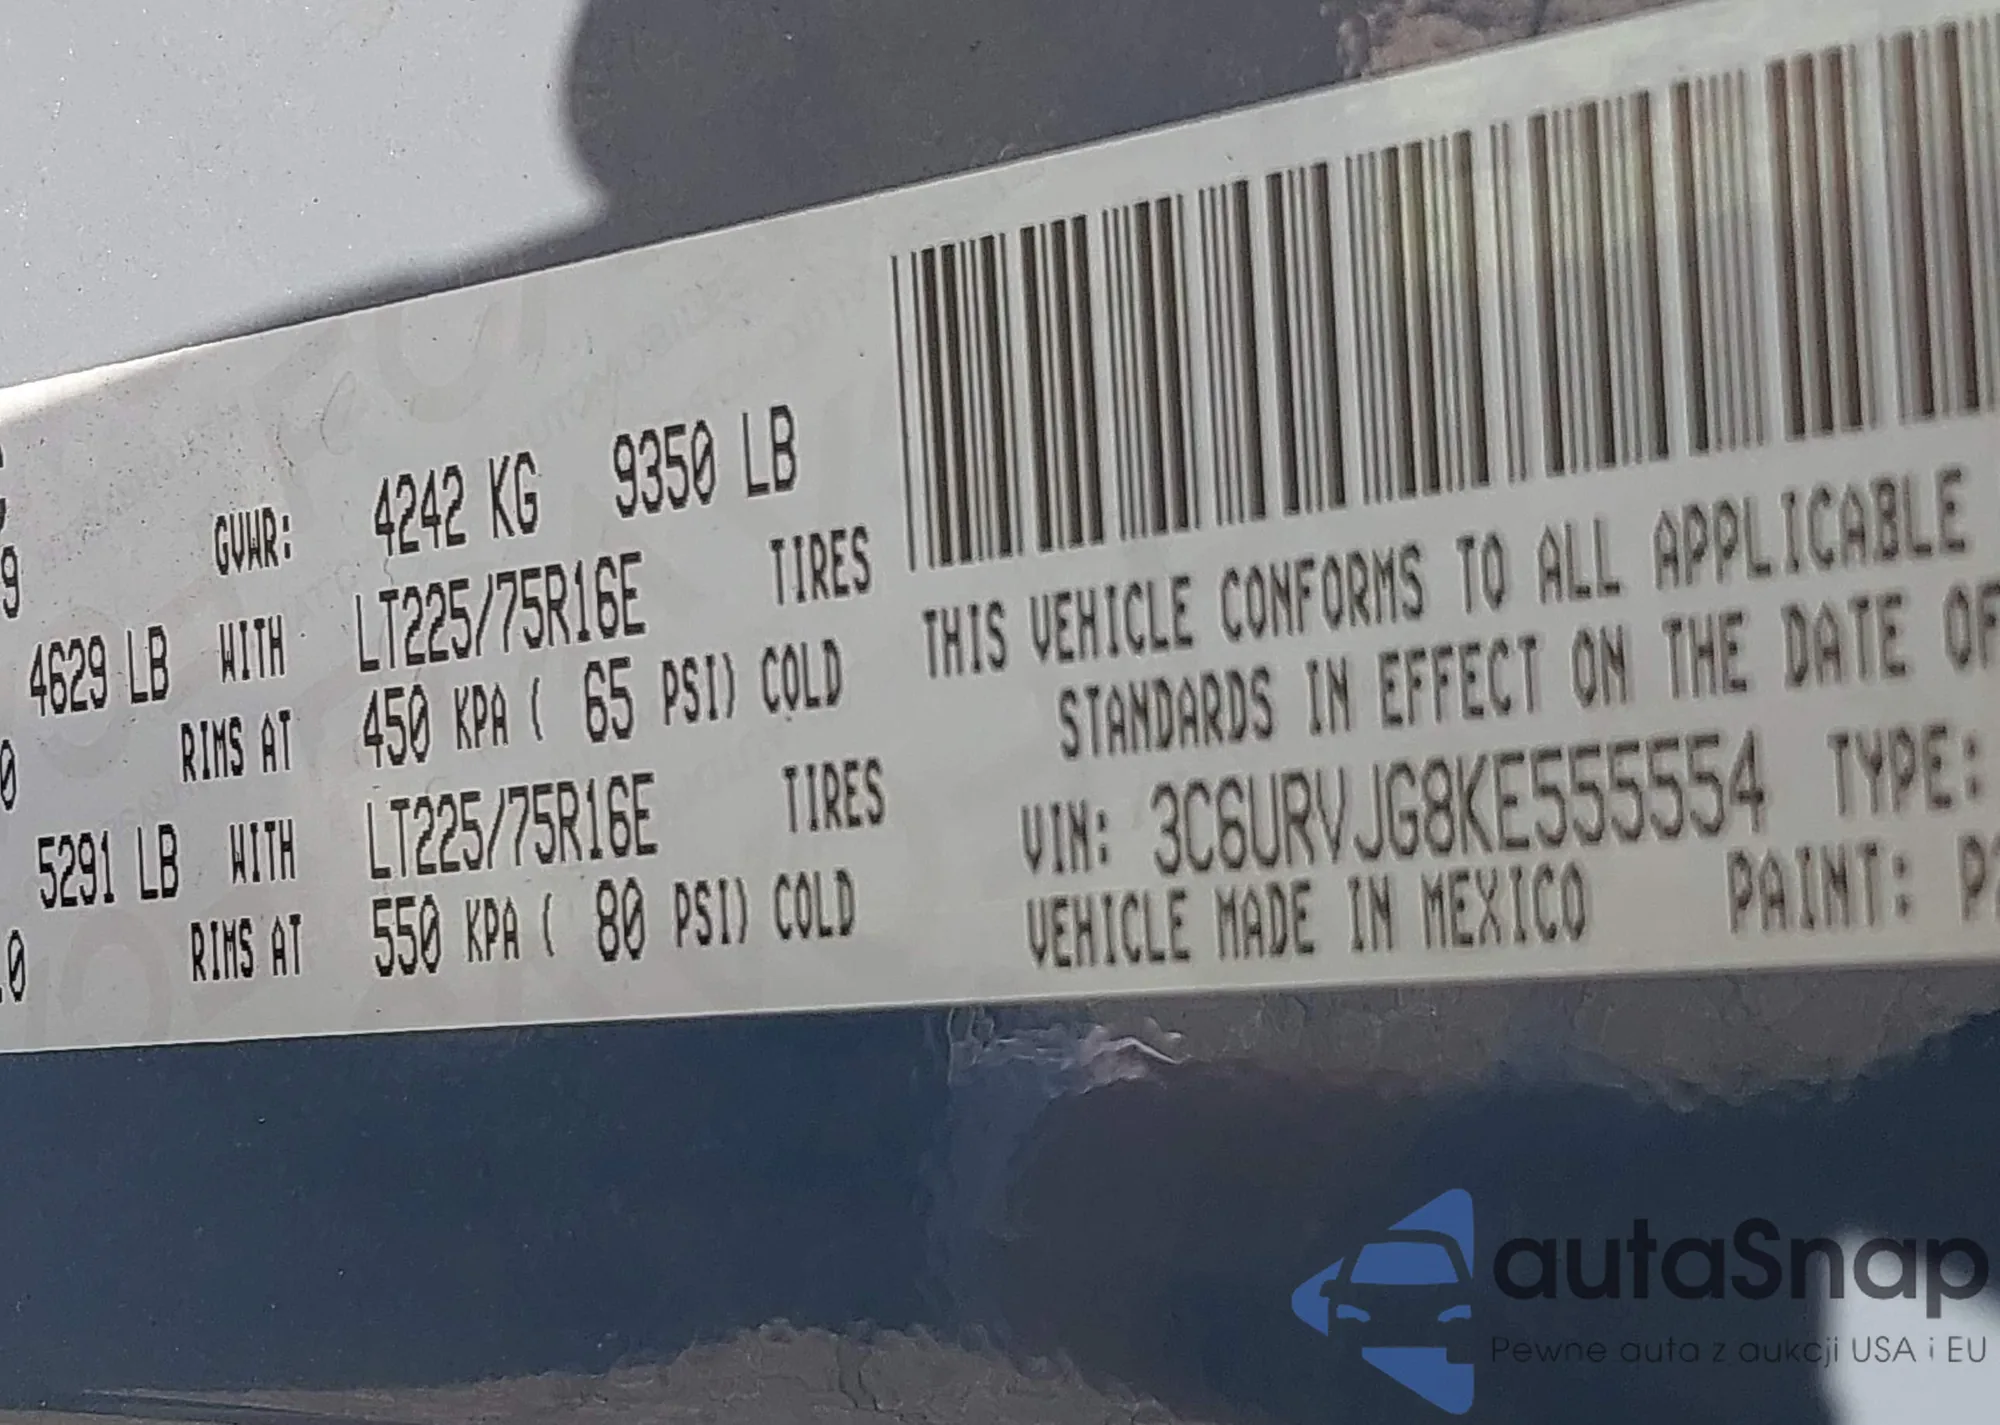 GVWR: 4242 KG 9350 LB
4629 LB WITH LT225/75R16E TIRES
RIMS AT 450 KPA ( 65 PSI) COLD
5291 LB WITH LT225/75R16E TIRES
RIMS AT 550 KPA ( 80 PSI) COLD
THIS VEHICLE CONFORMS TO ALL APPLICABLE
STANDARDS IN EFFECT ON THE DATE OF
VIN: 3C6URVJG8KE555554 TYPE:
VEHICLE MADE IN MEXICO PAINT:
autaSnap
Pewne auta z aukcji USA i EU